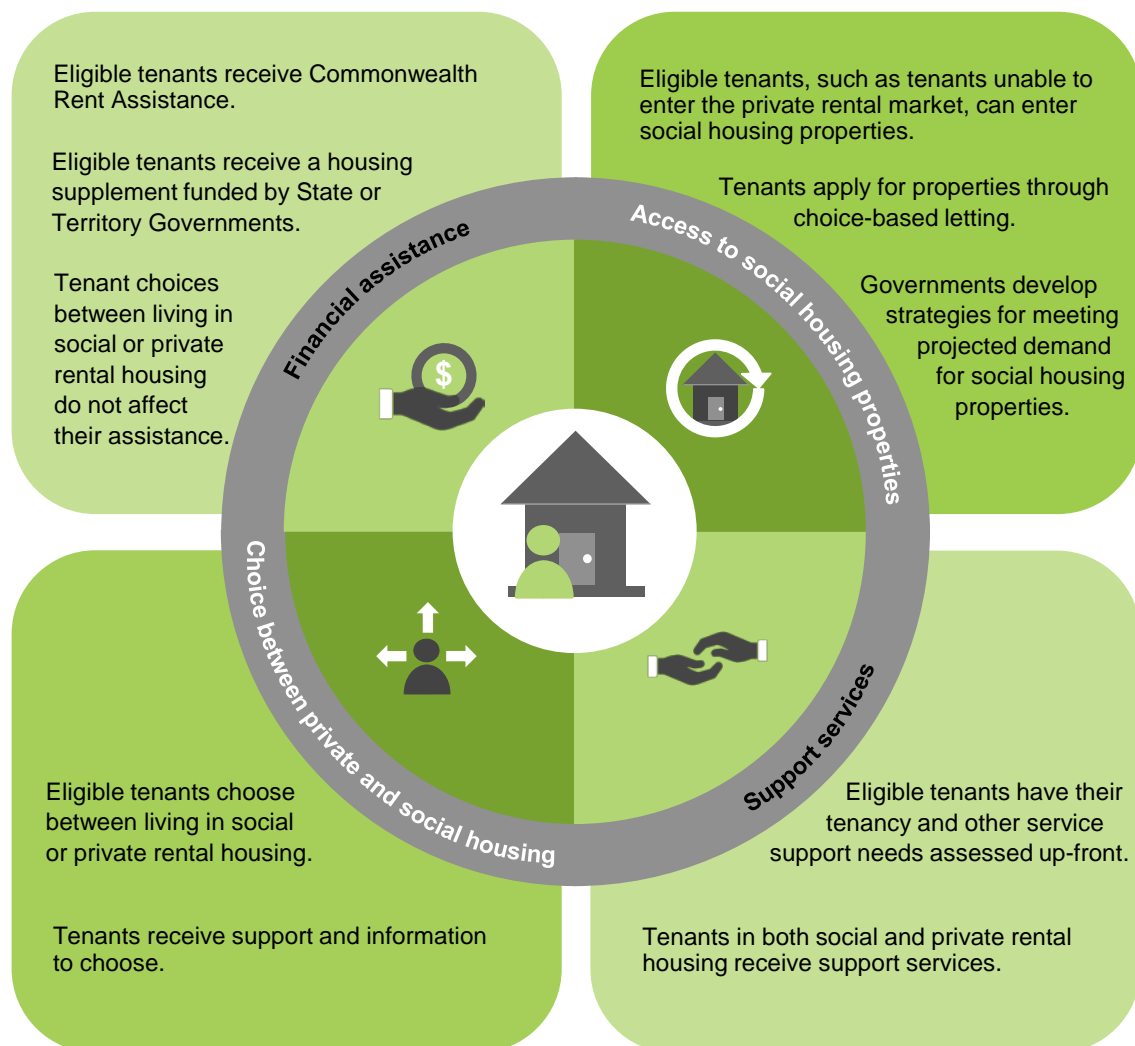 Eligible tenants receive Commonwealth
Rent Assistance.
Eligible tenants receive a housing
supplement funded by State or
Territory Governments.
Tenant choices
between living in
social or private
rental housing
do not affect
their assistance.
Financial assistance
$
Eligible tenants, such as tenants unable to
enter the private rental market, can enter
social housing properties.
Tenants apply for properties through
choice-based letting.
Governments develop
strategies for meeting
projected demand
for social housing
properties.
Access to social housing properties
Choice between private and social housing
Eligible tenants choose
between living in social
or private rental housing.
Tenants receive support and information
to choose.
Support services
Eligible tenants have their
tenancy and other service
support needs assessed up-front.
Tenants in both social and private rental
housing receive support services.